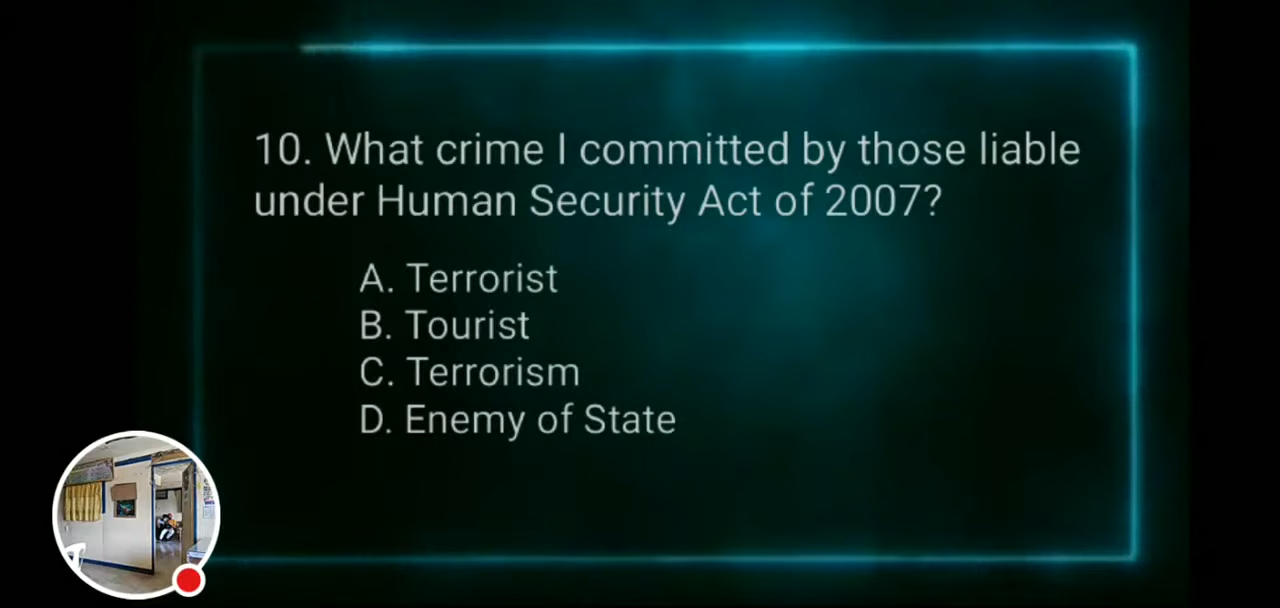 10. What crime I committed by those liable
under Human Security Act of 2007?
A. Terrorist
B. Tourist
C. Terrorism
D. Enemy of State